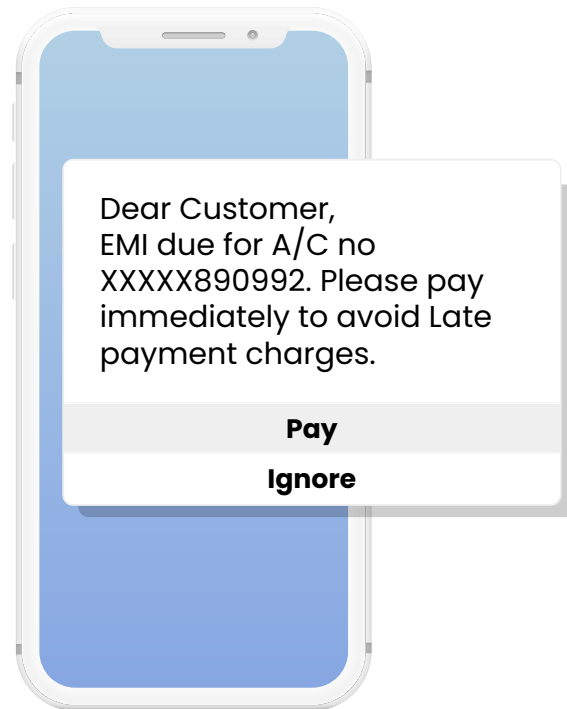 Dear Customer,
EMI due for A/C no
XXXXX890992. Please pay
immediately to avoid Late
payment charges.
Pay
Ignore